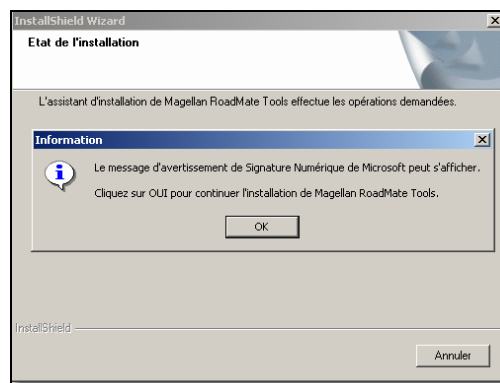 InstallShield Wizard
Etat de l'installation
L'assistant d'installation de Magellan RoadMate Tools effectue les opérations demandées.
Information
Le message d'avertissement de Signature Numérique de Microsoft peut s'afficher.
Cliquez sur OUI pour continuer l'installation de Magellan RoadMate Tools.
OK
InstallShield
Annuler